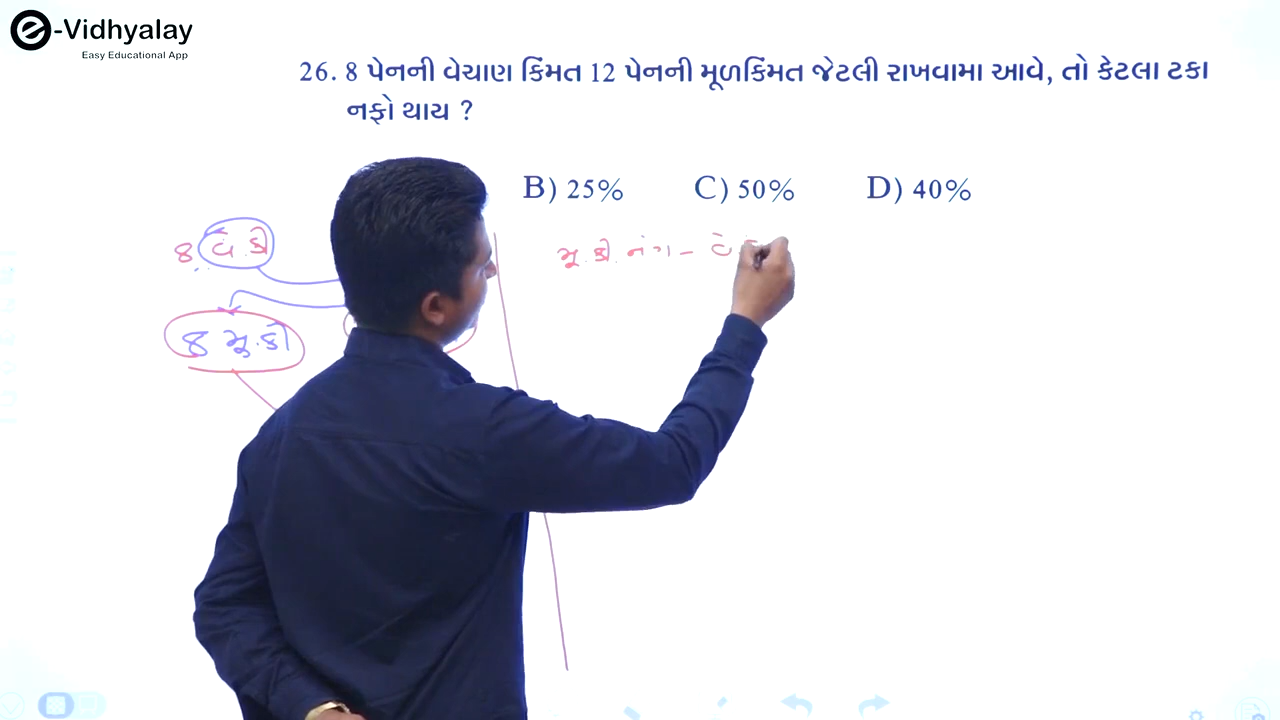 e-Vidhyalay
Easy Educational App
26. 8 પેનની વેચાણ કિંમત 12 પેનની મૂળકિંમત જેટલી રાખવામા આવે, તો કેટલા ટકા
નફો થાય ?
B) 25% C) 50% D) 40%
8 વે.કિં
મૂ.કિં. નંગ - વે
8 મૂ.કિં